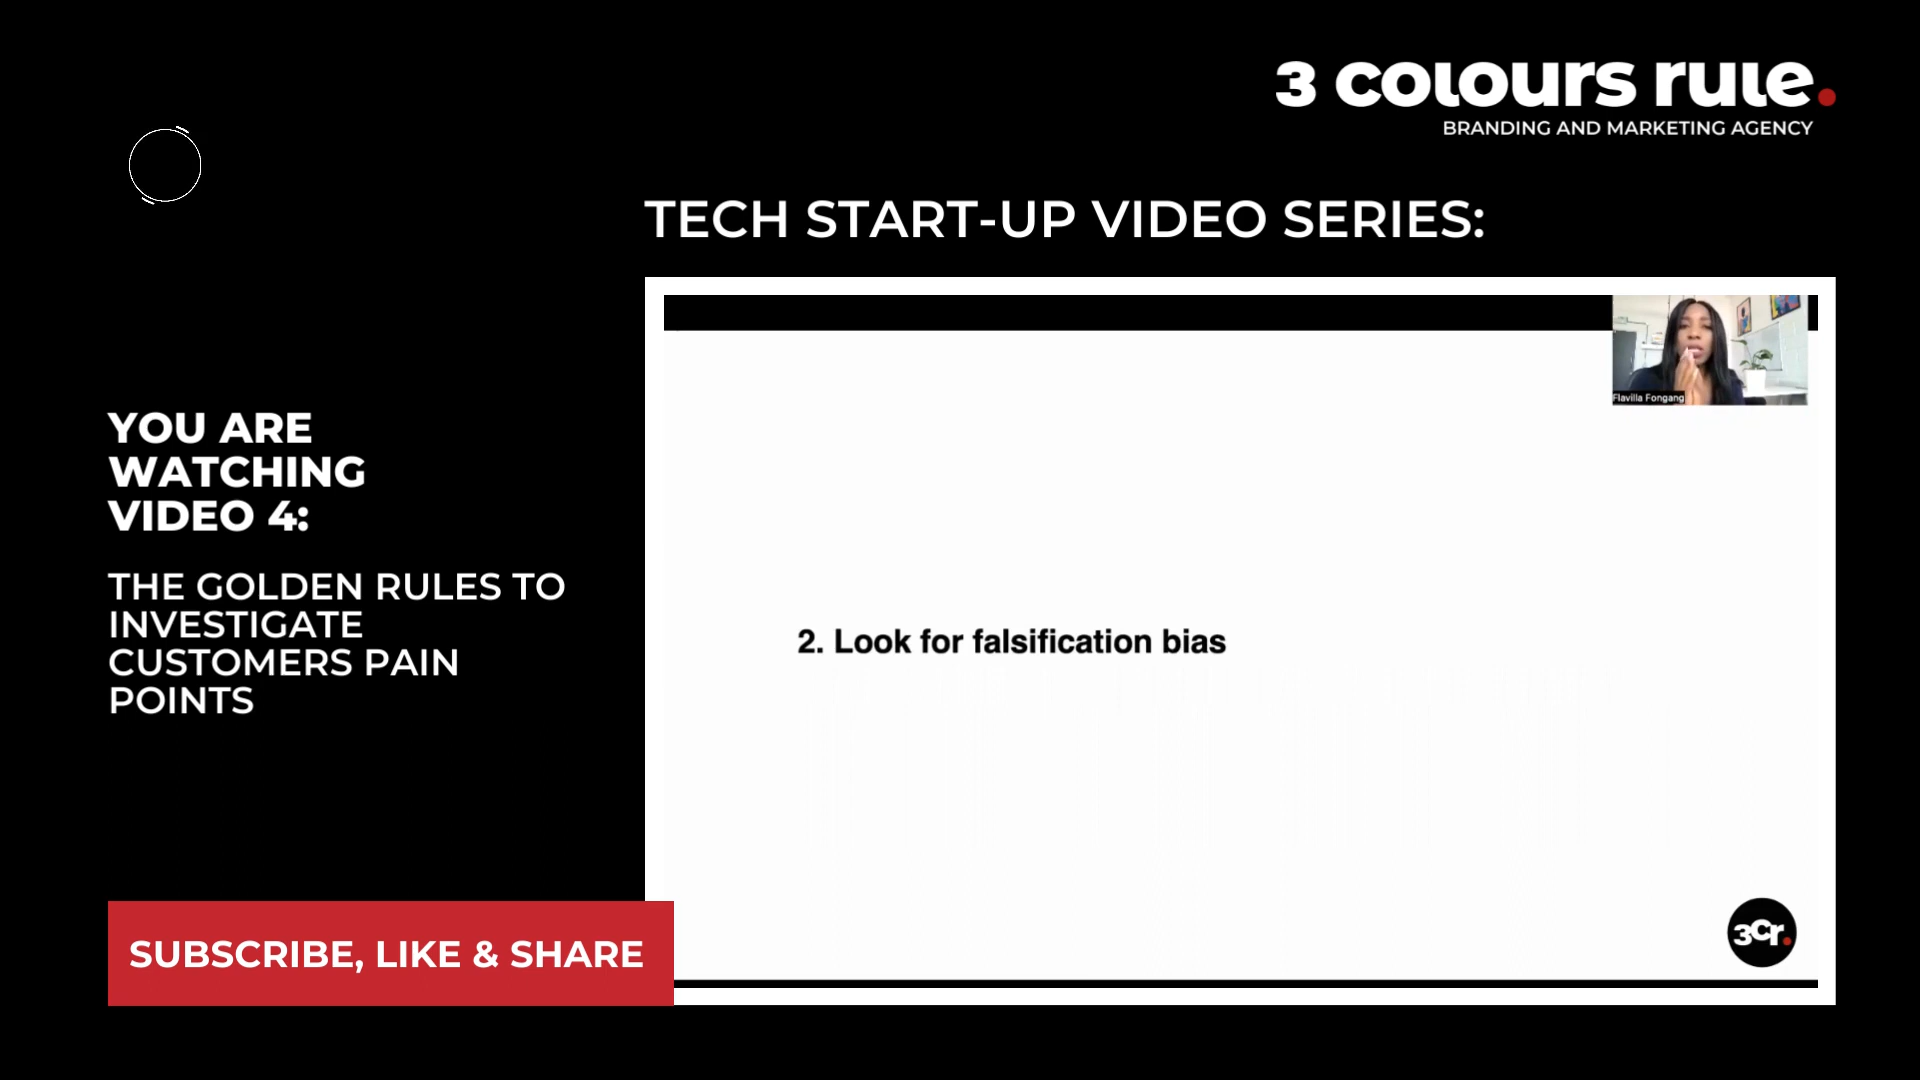 3 colours rule.
BRANDING AND MARKETING AGENCY
TECH START-UP VIDEO SERIES:
Flavilla Fongang
YOU ARE
WATCHING
VIDEO 4:
THE GOLDEN RULES TO
INVESTIGATE
CUSTOMERS PAIN
POINTS
2. Look for falsification bias
SUBSCRIBE, LIKE & SHARE
3Cr.